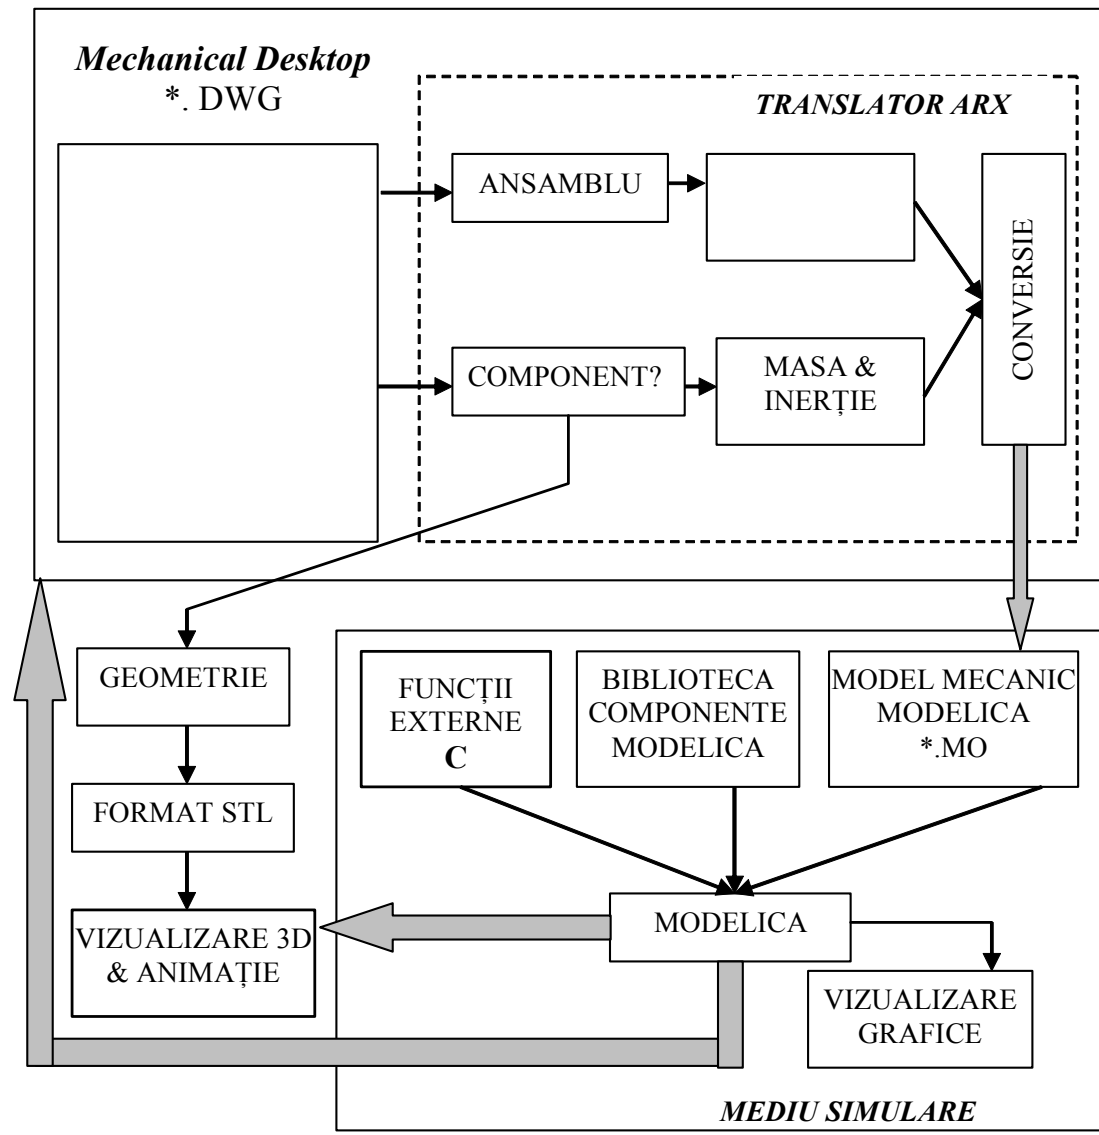 Mechanical Desktop
*. DWG
TRANSLATOR ARX
ANSAMBLU
CONVERSIE
COMPONENT?
MASA &
INERȚIE
GEOMETRIE
FORMAT STL
VIZUALIZARE 3D
& ANIMAȚIE
FUNCȚII
EXTERNE
C
BIBLIOTECA
COMPONENTE
MODELICA
MODEL MECANIC
MODELICA
*.MO
MODELICA
VIZUALIZARE
GRAFICE
MEDIU SIMULARE